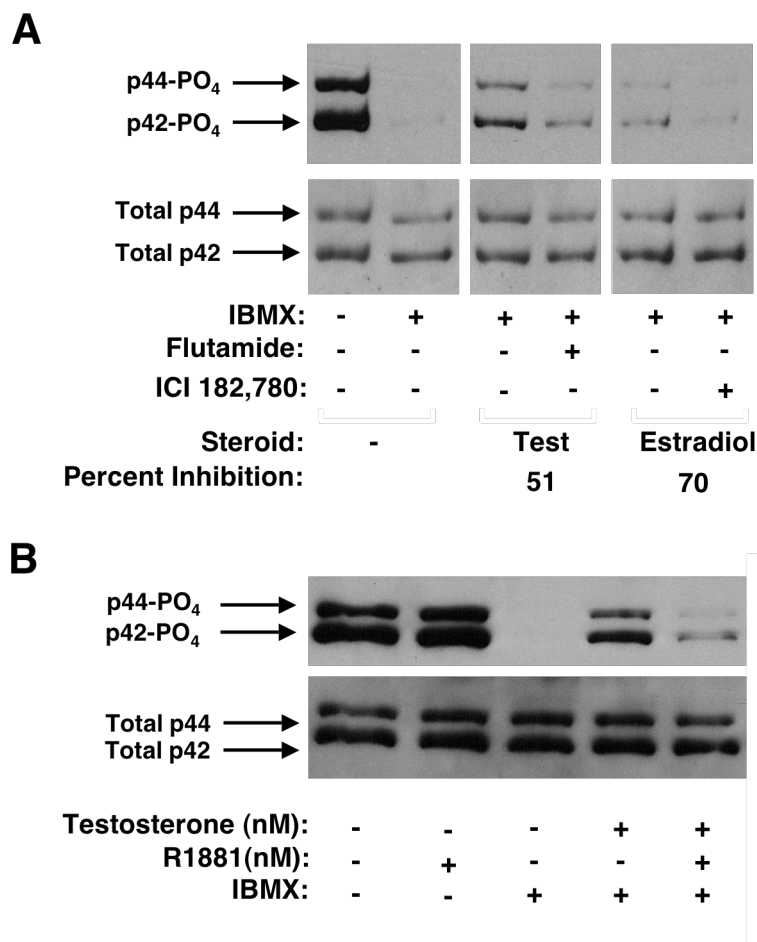 A
p44-PO4
p42-PO4
Total p44
Total p42
IBMX: - + + + + +
Flutamide: - - - + - -
ICI 182,780: - - - - - +
Steroid: - Test Estradiol
Percent Inhibition: 51 70
B
p44-PO4
p42-PO4
Total p44
Total p42
Testosterone (nM): - - - + +
R1881(nM): - + - - +
IBMX: - - + + +